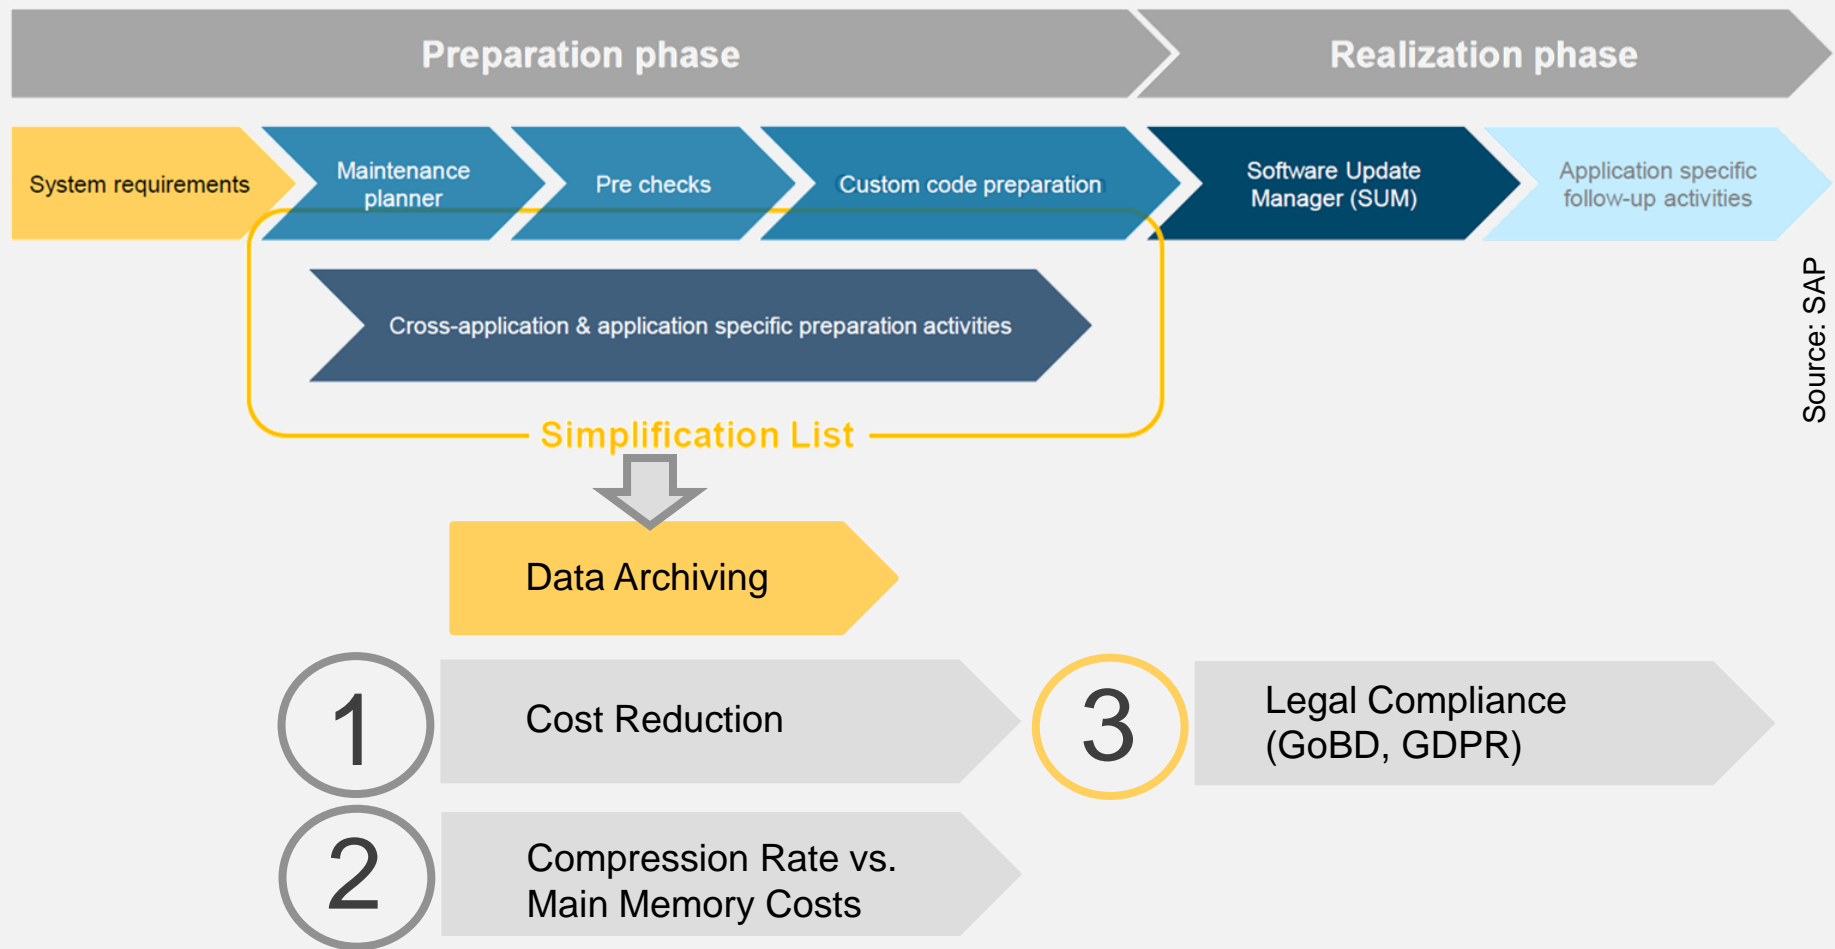 Preparation phase
Realization phase
System requirements
Maintenance
planner
Pre checks
Custom code preparation
Software Update
Manager (SUM)
Application specific
follow-up activities
Cross-application & application specific preparation activities
Source: SAP
Simplification List
Data Archiving
1
Cost Reduction
2
Compression Rate vs.
Main Memory Costs
3
Legal Compliance
(GoBD, GDPR)